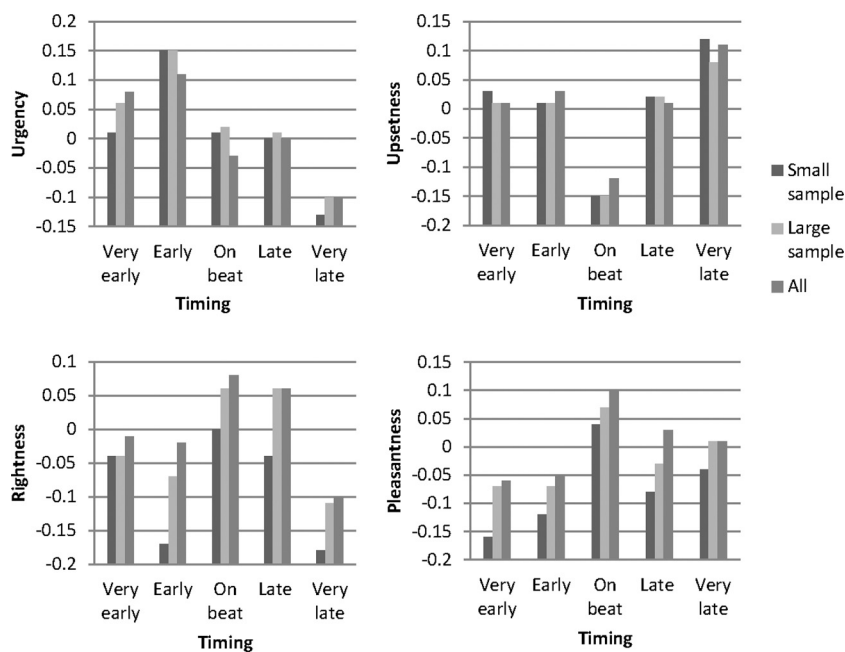 Urgency
0.2
0.15
0.1
0.05
0
-0.05
-0.1
-0.15
Very early
Early
On beat
Late
Very late
Timing
Upsetness
0.15
0.1
0.05
0
-0.05
-0.1
-0.15
-0.2
Very early
Early
On beat
Late
Very late
Timing
Small sample
Large sample
All
Rightness
0.1
0.05
0
-0.05
-0.1
-0.15
-0.2
Very early
Early
On beat
Late
Very late
Timing
Pleasantness
0.15
0.1
0.05
0
-0.05
-0.1
-0.15
-0.2
Very early
Early
On beat
Late
Very late
Timing